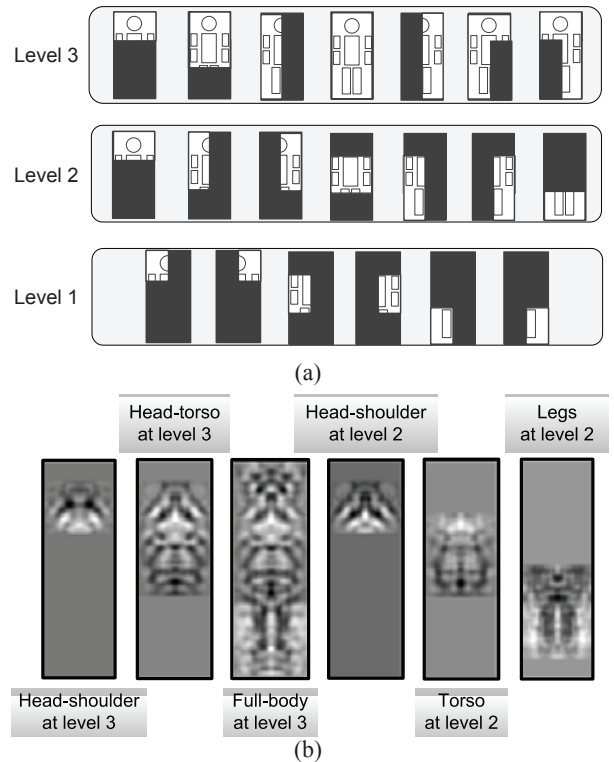 Level 3
Level 2
Level 1
(a)
Head-torso
at level 3
Head-shoulder
at level 2
Legs
at level 2
Head-shoulder
at level 3
Full-body
at level 3
Torso
at level 2
(b)